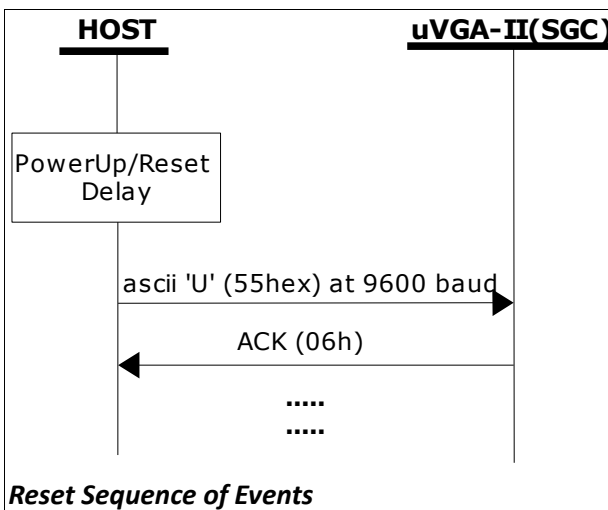 HOST
uVGA-II(SGC)
PowerUp/Reset
Delay
ascii 'U' (55hex) at 9600 baud
ACK (06h)
.....
.....
Reset Sequence of Events